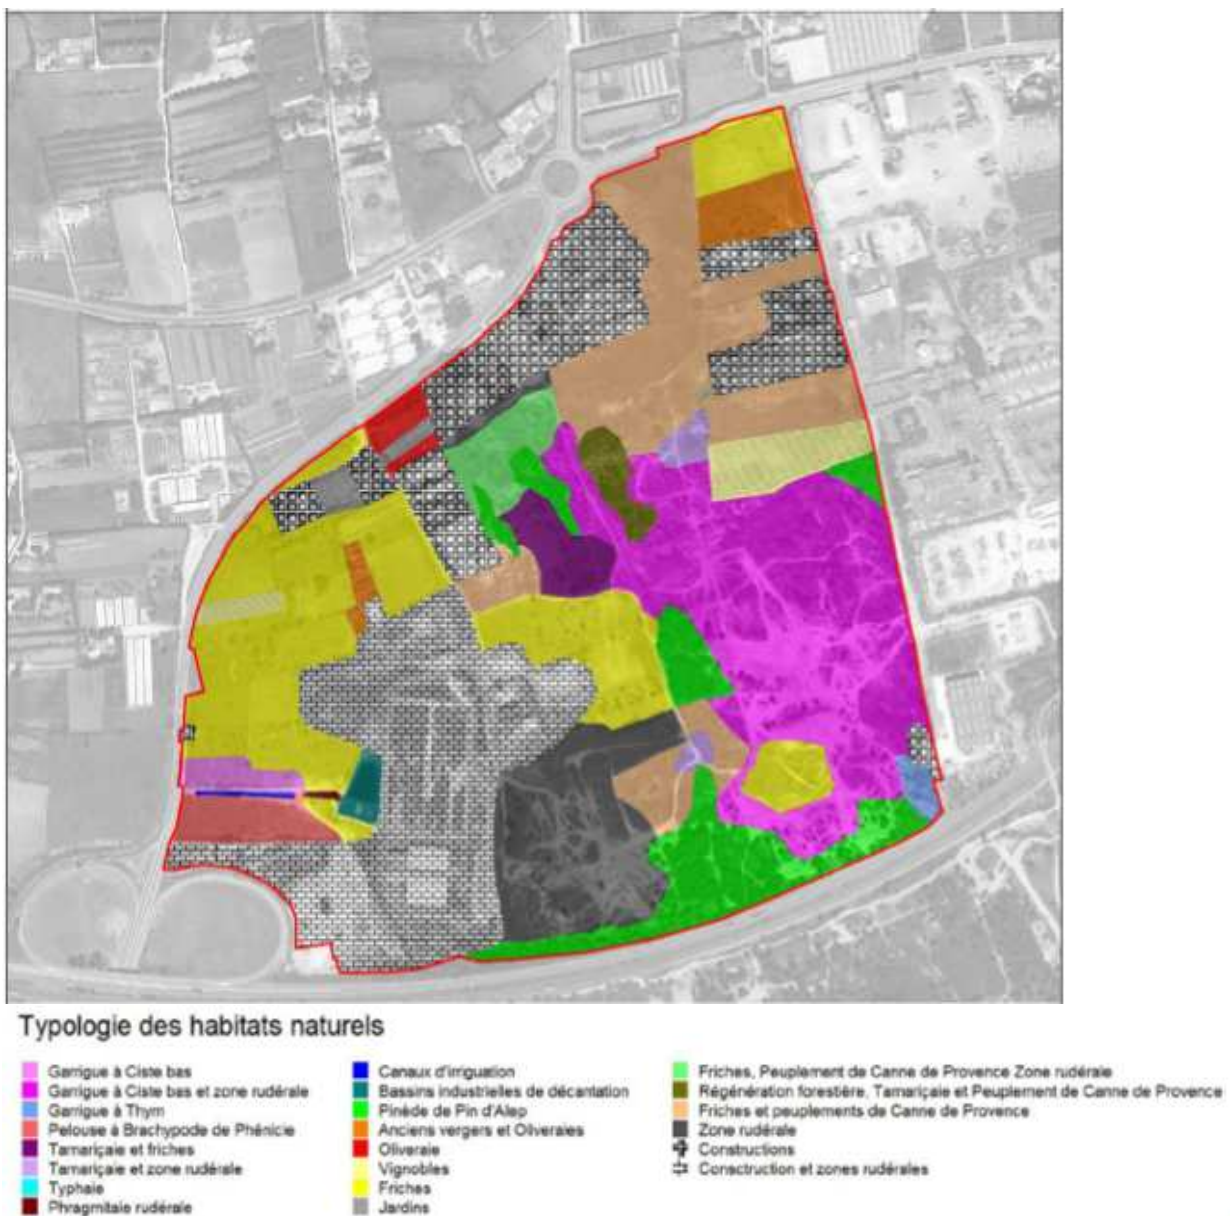 Typologie des habitats naturels
Garrigue à Ciste bas
Garrigue à Ciste bas et zone rudérale
Garrigue à Thym
Pelouse à Brachypode de Phénicie
Tamariçaie et friches
Tamariçaie et zone rudérale
Typhaie
Phragmitaie rudérale
Canaux d'irriguation
Bassins industrielles de décantation
Pinède de Pin d'Alep
Anciens vergers et Oliveraies
Oliveraie
Vignobles
Friches
Jardins
Friches, Peuplement de Canne de Provence Zone rudérale
Régénération forestière, Tamariçaie et Peuplement de Canne de Provence
Friches et peuplements de Canne de Provence
Zone rudérale
Constructions
Consctruction et zones rudérales